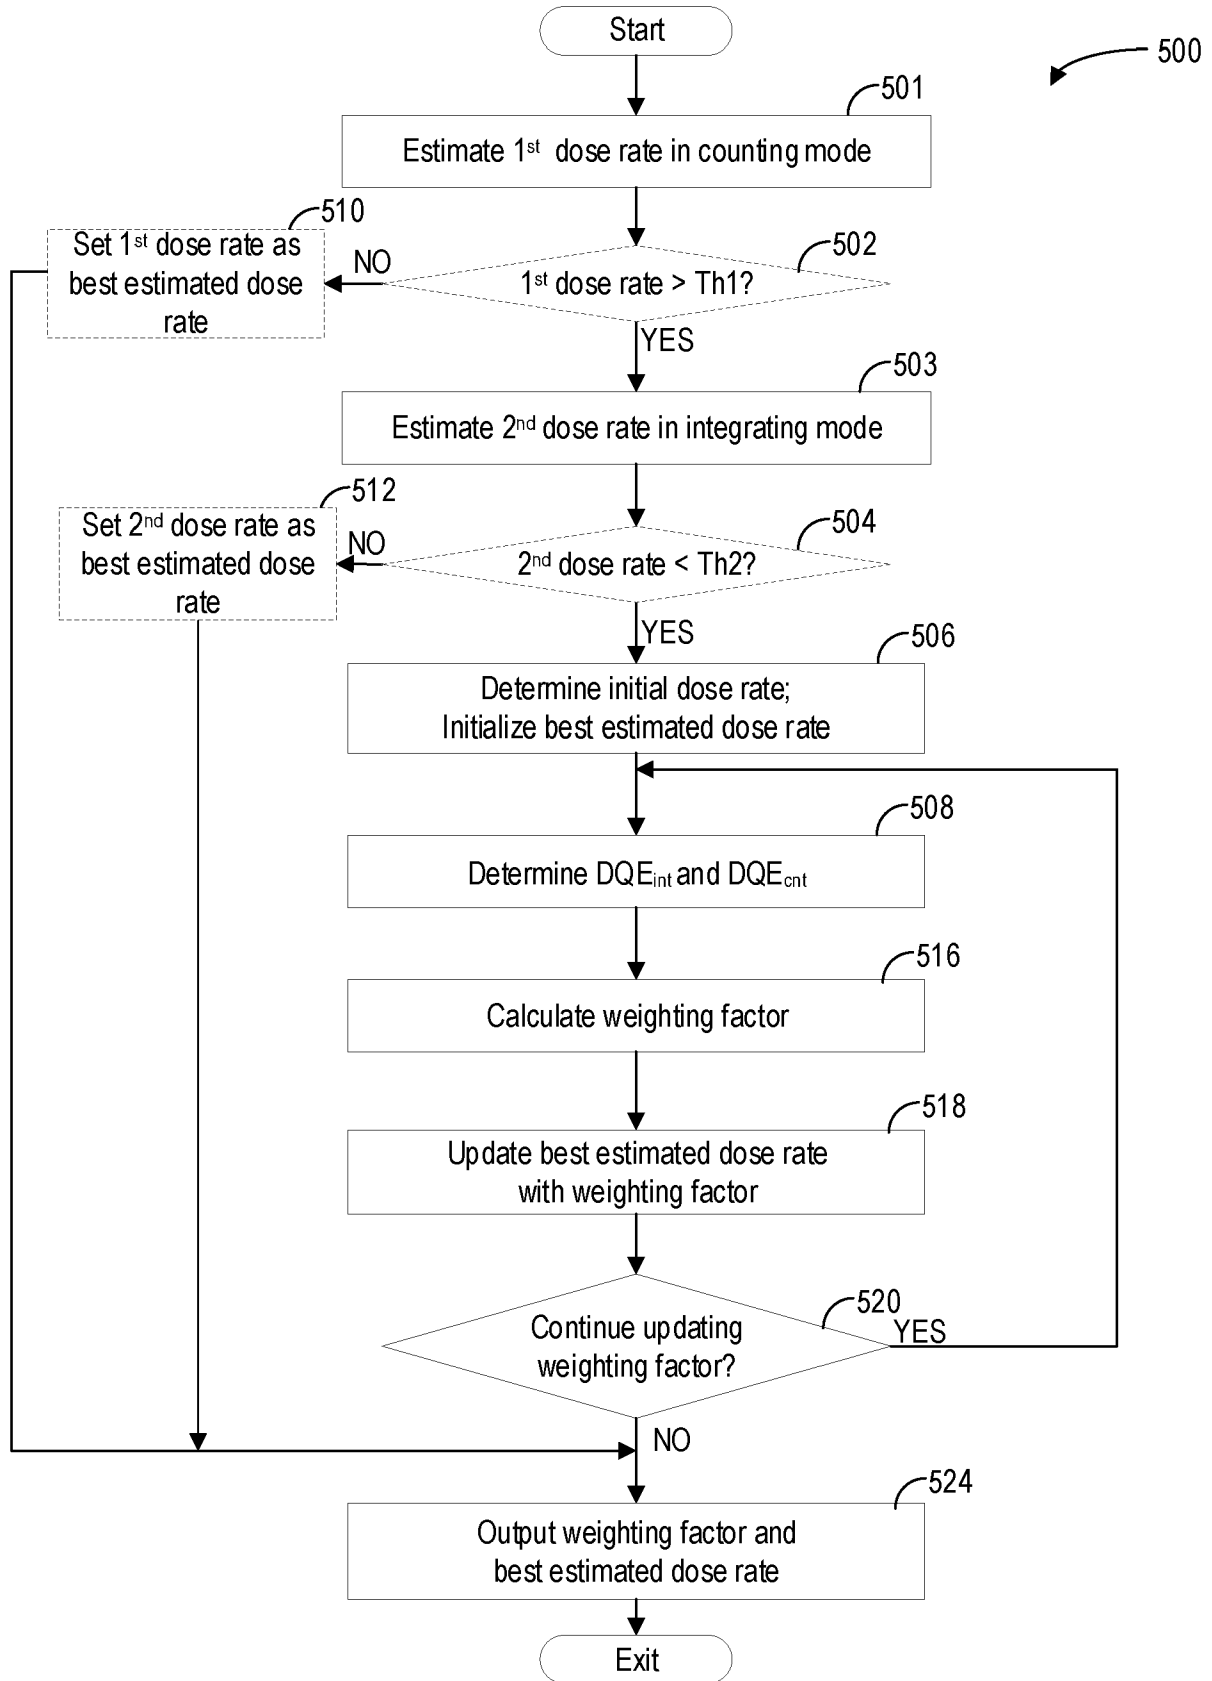 Start
500
501
Estimate 1st dose rate in counting mode
510
Set 1st dose rate as
best estimated dose
rate
NO
502
1st dose rate > Th1?
YES
503
Estimate 2nd dose rate in integrating mode
512
Set 2nd dose rate as
best estimated dose
rate
NO
504
2nd dose rate < Th2?
YES
506
Determine initial dose rate;
Initialize best estimated dose rate
508
Determine DQEint and DQEcnt
516
Calculate weighting factor
518
Update best estimated dose rate
with weighting factor
520
Continue updating
weighting factor?
YES
NO
524
Output weighting factor and
best estimated dose rate
Exit